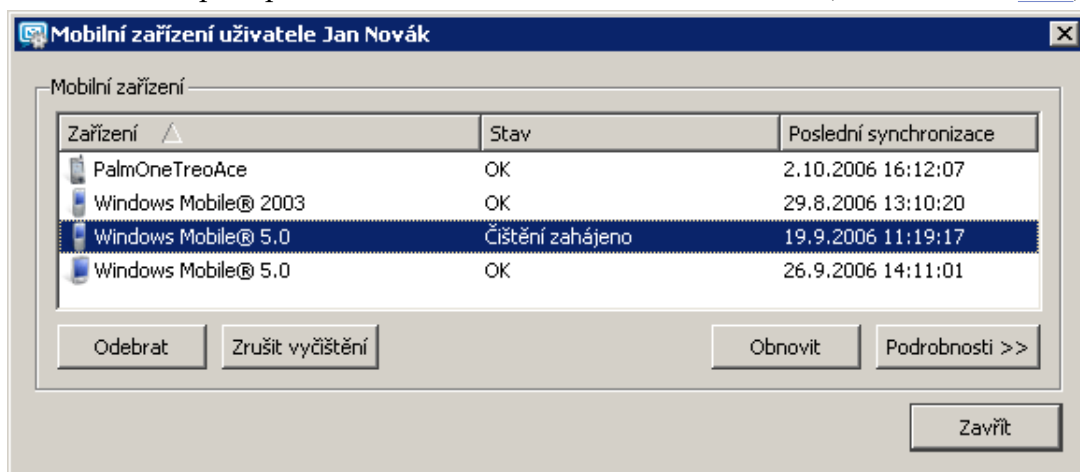 Mobilní zařízení uživatele Jan Novák
Mobilní zařízení
Zařízení Stav Poslední synchronizace
PalmOneTreoAce OK 2.10.2006 16:12:07
Windows Mobile® 2003 OK 29.8.2006 13:10:20
Windows Mobile® 5.0 Čištění zahájeno 19.9.2006 11:19:17
Windows Mobile® 5.0 OK 26.9.2006 14:11:01
Odebrat Zrušit vyčištění Obnovit Podrobnosti >>
Zavřít